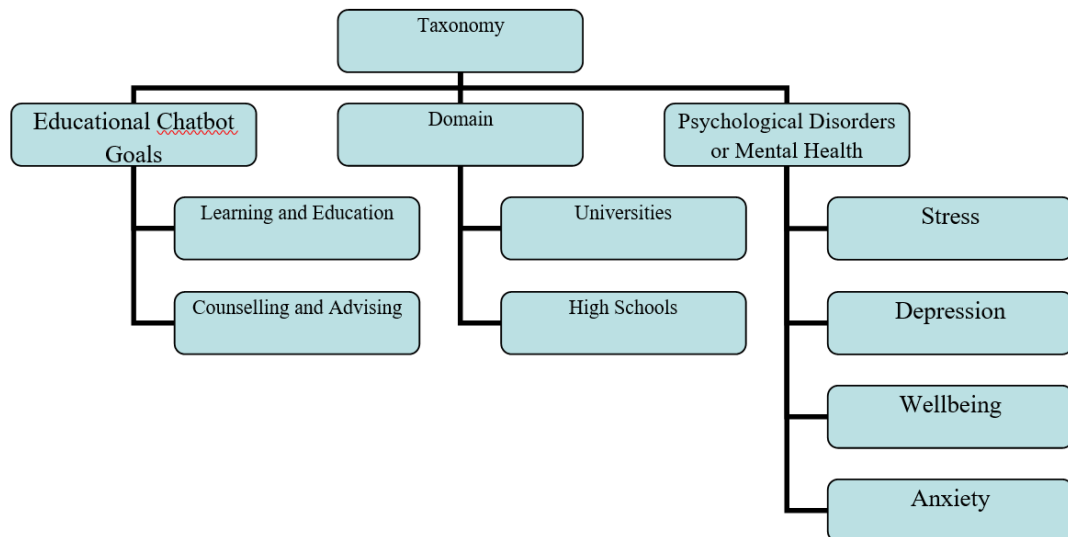 Taxonomy
Educational Chatbot
Goals
Domain
Psychological Disorders
or Mental Health
Learning and Education
Universities
Stress
Counselling and Advising
High Schools
Depression
Wellbeing
Anxiety